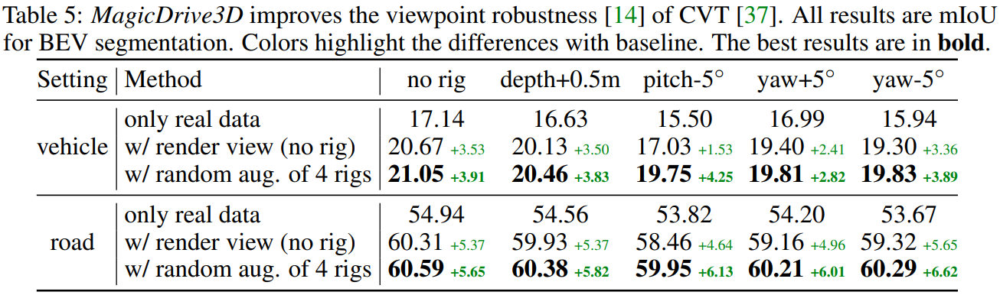 Table 5: MagicDrive3D improves the viewpoint robustness [14] of CVT [37]. All results are mIoU
for BEV segmentation. Colors highlight the differences with baseline. The best results are in bold.
Setting Method no rig depth+0.5m pitch-5° yaw+5° yaw-5°
only real data 17.14 16.63 15.50 16.99 15.94
vehicle w/ render view (no rig) 20.67 +3.53 20.13 +3.50 17.03 +1.53 19.40 +2.41 19.30 +3.36
w/ random aug. of 4 rigs 21.05 +3.91 20.46 +3.83 19.75 +4.25 19.81 +2.82 19.83 +3.89
only real data 54.94 54.56 53.82 54.20 53.67
road w/ render view (no rig) 60.31 +5.37 59.93 +5.37 58.46 +4.64 59.16 +4.96 59.32 +5.65
w/ random aug. of 4 rigs 60.59 +5.65 60.38 +5.82 59.95 +6.13 60.21 +6.01 60.29 +6.62